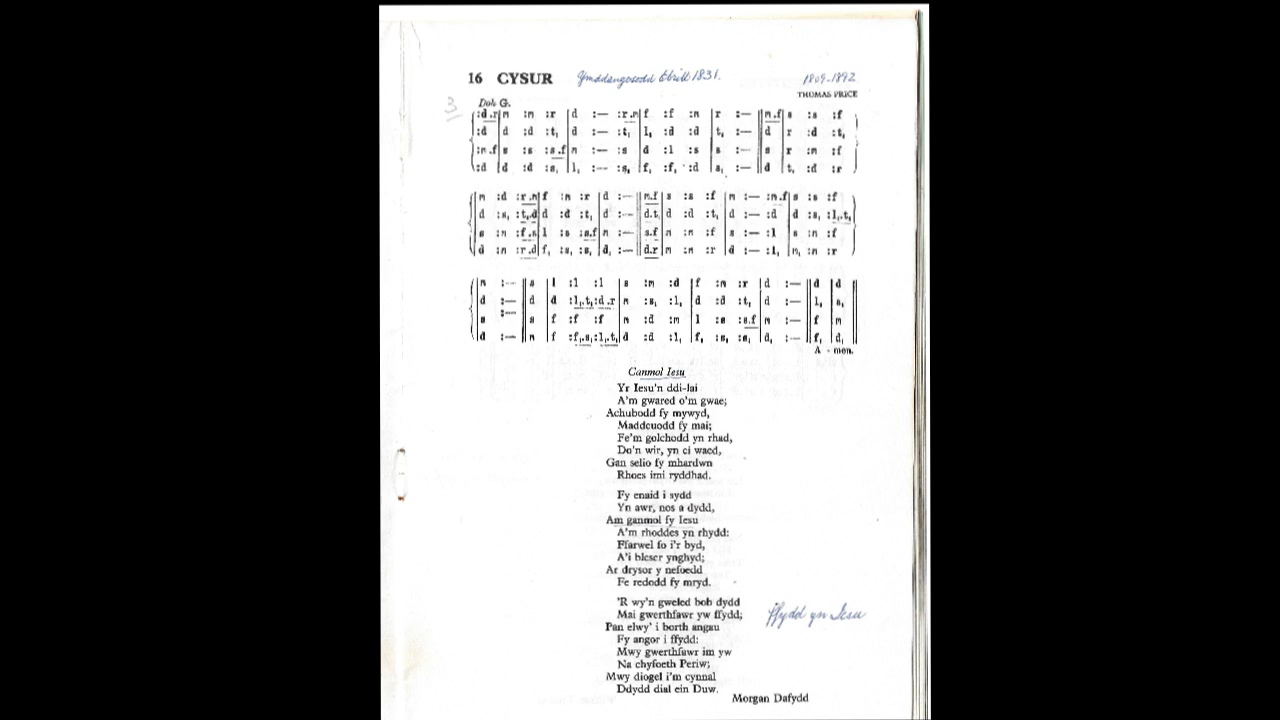 16 CYSUR Ymddangosodd Ebrill 1831. 1809-1892
THOMAS PRICE
3
Doh G.
:d.r|m :m :r |d :— :r.m|f :f :m |r :— ||m.f|s :s :f
:d |d :d :t, |d :— :t, |l, :d :d |t, :— ||d |r :d :t,
:m.f|s :s :s.f|m :— :s |d :l :s |s :— ||s |r :m :f
:d |d :d :s, |l, :— :s, |f, :f, :d |s, :— ||d |t, :d :r
|m :d :r.m|f :m :r |d :— ||m.f|s :s :f |m :— :m.f|s :s :f
|d :s, :t,.d|d :d :t, |d :— ||d.t,|d :d :t, |d :— :d |d :s, :l,.t,
|s :m :f.s|l :s :s.f|m :— ||s.f|m :m :f |s :— :l |s :m :f
|d :m :r.d|f, :s, :s, |d, :— ||d.r|m :m :r |d :— :l, |m, :m :r
|m :— ||s |l :l :l |s :m :d |f :m :r |d :— ||d |d
|d :— ||d |d :l,.t,:d.r|m :s, :l, |d :d :t, |d :— ||l, |s,
|s :— ||s |f :f :f |m :d :m |l :s :s.f|m :— ||f |m
|d :— ||m |f :f,.s,:l,.t,|d :d :l, |f, :s, :s, |d, :— ||f, |d,
A - men.
Canmol Iesu
Yr Iesu'n ddi-lai
A'm gwared o'm gwae;
Achubodd fy mywyd,
Maddeuodd fy mai;
Fe'm golchodd yn rhad,
Do'n wir, yn ei waed,
Gan selio fy mhardwn
Rhoes imi ryddhad.
Fy enaid i sydd
Yn awr, nos a dydd,
Am ganmol fy Iesu
A'm rhoddes yn rhydd:
Ffarwel fo i'r byd,
A'i bleser ynghyd;
Ar drysor y nefoedd
Fe redodd fy mryd.
'R wy'n gweled bob dydd
Mai gwerthfawr yw ffydd; ffydd yn Iesu
Pan elwy' i borth angau
Fy angor i ffydd:
Mwy gwerthfawr im yw
Na chyfoeth Periw;
Mwy diogel i'm cynnal
Ddydd dial ein Duw.
Morgan Dafydd